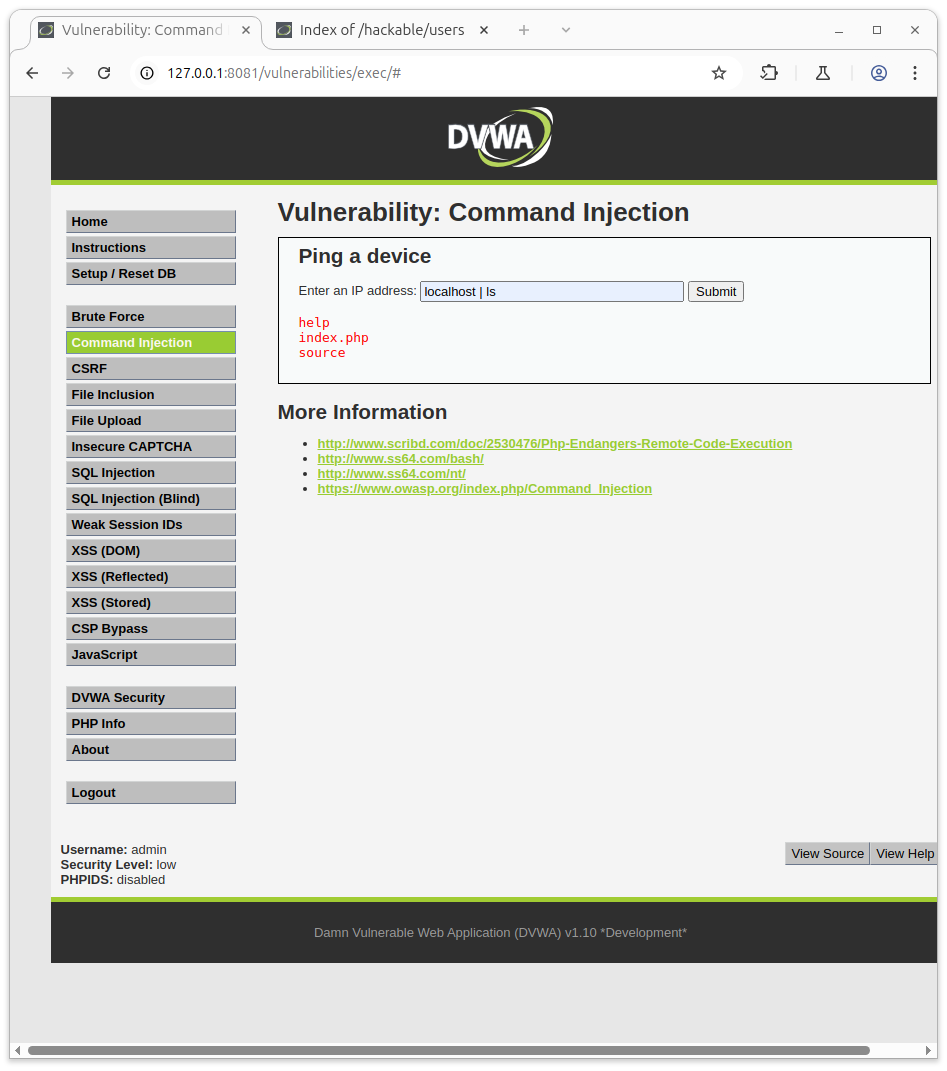 Vulnerability: Command
Index of /hackable/users
127.0.0.1:8081/vulnerabilities/exec/#
DVWA
Home
Instructions
Setup / Reset DB
Brute Force
Command Injection
CSRF
File Inclusion
File Upload
Insecure CAPTCHA
SQL Injection
SQL Injection (Blind)
Weak Session IDs
XSS (DOM)
XSS (Reflected)
XSS (Stored)
CSP Bypass
JavaScript
DVWA Security
PHP Info
About
Logout
Vulnerability: Command Injection
Ping a device
Enter an IP address: localhost | ls Submit
help
index.php
source
More Information
http://www.scribd.com/doc/2530476/Php-Endangers-Remote-Code-Execution
http://www.ss64.com/bash/
http://www.ss64.com/nt/
https://www.owasp.org/index.php/Command_Injection
Username: admin
Security Level: low
PHPIDS: disabled
View Source View Help
Damn Vulnerable Web Application (DVWA) v1.10 *Development*